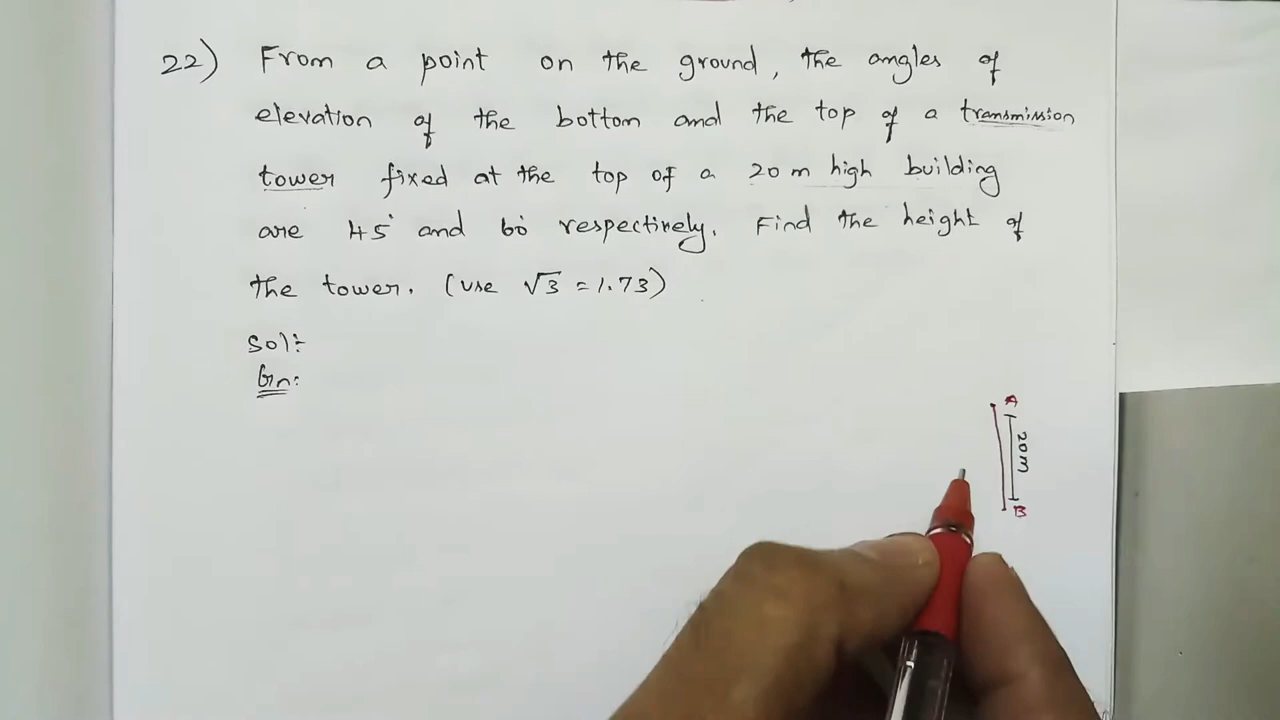 22) From a point on the ground, the angles of
elevation of the bottom and the top of a transmission
tower fixed at the top of a 20 m high building
are 45° and 60° respectively. Find the height of
the tower. (use √3 = 1.73)
Sol:-
Gn:
A
20m
B